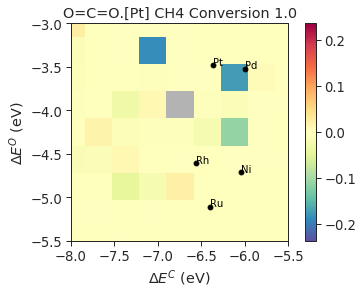 O=C=O.[Pt] CH4 Conversion 1.0
−3.0
−3.5
−4.0
−4.5
−5.0
−5.5
ΔE^O (eV)
Pt
Pd
Rh
Ni
Ru
−8.0 −7.5 −7.0 −6.5 −6.0 −5.5
ΔE^C (eV)
0.2
0.1
0.0
−0.1
−0.2